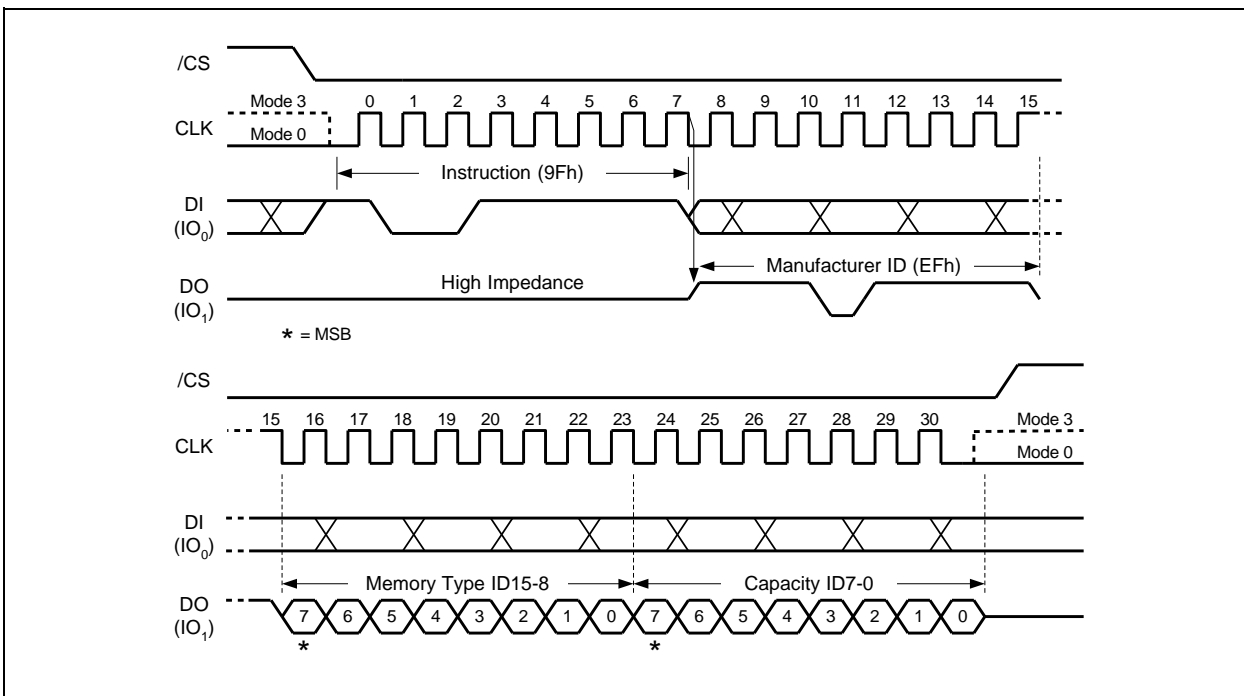 /CS
Mode 3 0 1 2 3 4 5 6 7 8 9 10 11 12 13 14 15
CLK
Mode 0
Instruction (9Fh)
DI
(IO0)
Manufacturer ID (EFh)
DO
(IO1)
High Impedance
* = MSB
/CS
15 16 17 18 19 20 21 22 23 24 25 26 27 28 29 30 Mode 3
CLK
Mode 0
DI
(IO0)
Memory Type ID15-8 Capacity ID7-0
DO
(IO1)
7 6 5 4 3 2 1 0 7 6 5 4 3 2 1 0
* *